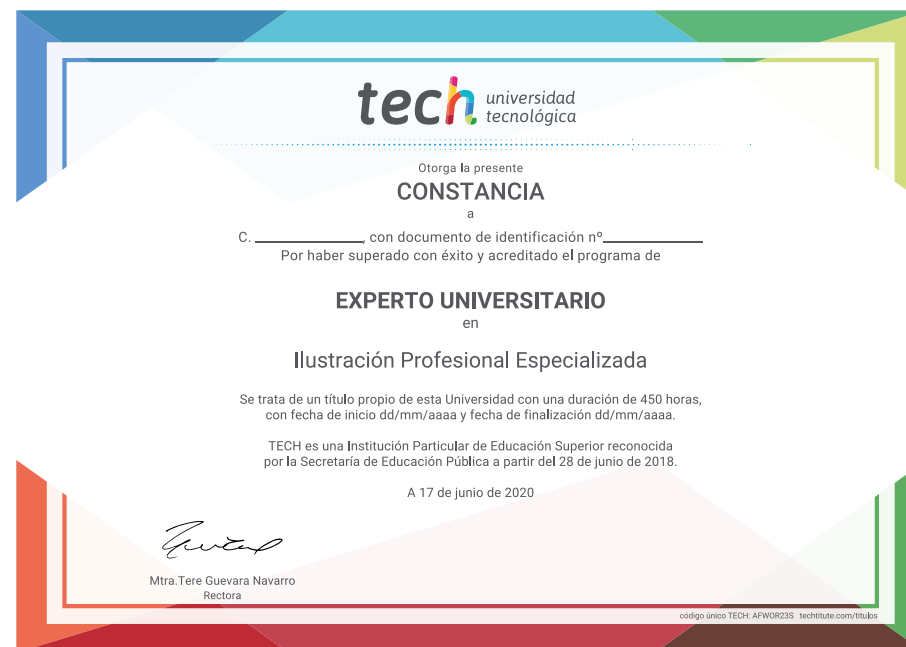 tech universidad
tecnológica
Otorga la presente
CONSTANCIA
a
C. ______________, con documento de identificación nº_____________
Por haber superado con éxito y acreditado el programa de
EXPERTO UNIVERSITARIO
en
Ilustración Profesional Especializada
Se trata de un título propio de esta Universidad con una duración de 450 horas,
con fecha de inicio dd/mm/aaaa y fecha de finalización dd/mm/aaaa.
TECH es una Institución Particular de Educación Superior reconocida
por la Secretaría de Educación Pública a partir del 28 de junio de 2018.
A 17 de junio de 2020
Mtra.Tere Guevara Navarro
Rectora
código único TECH: AFWOR23S techtitute.com/titulos